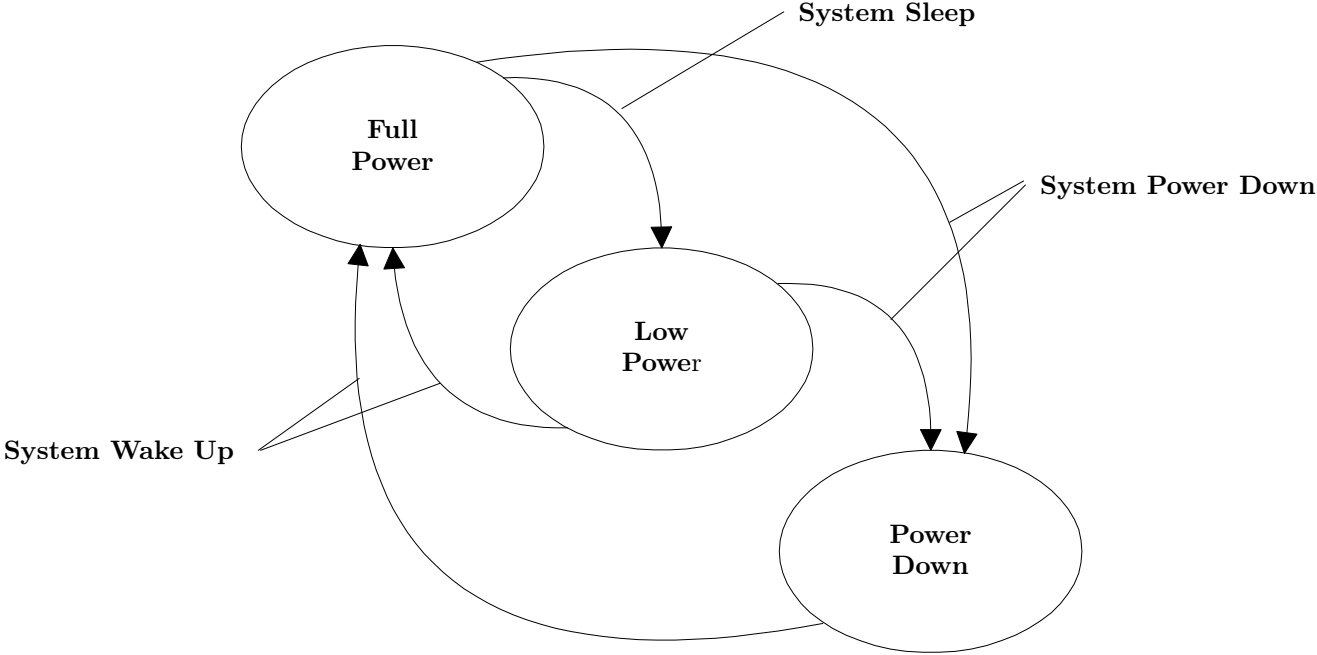 System Sleep
Full
Power
System Power Down
Low
Power
System Wake Up
Power
Down